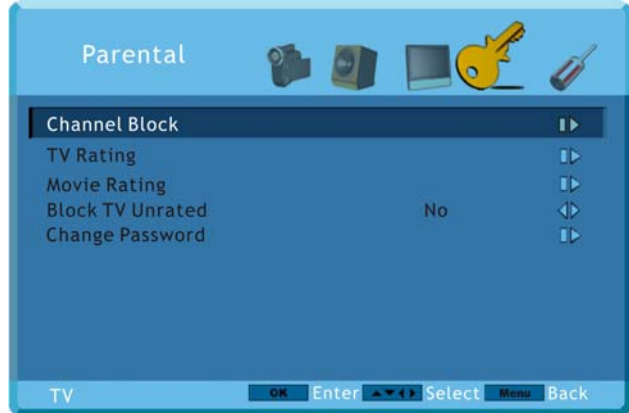 Parental
Channel Block
TV Rating
Movie Rating
Block TV Unrated No
Change Password
TV OK Enter Select Menu Back